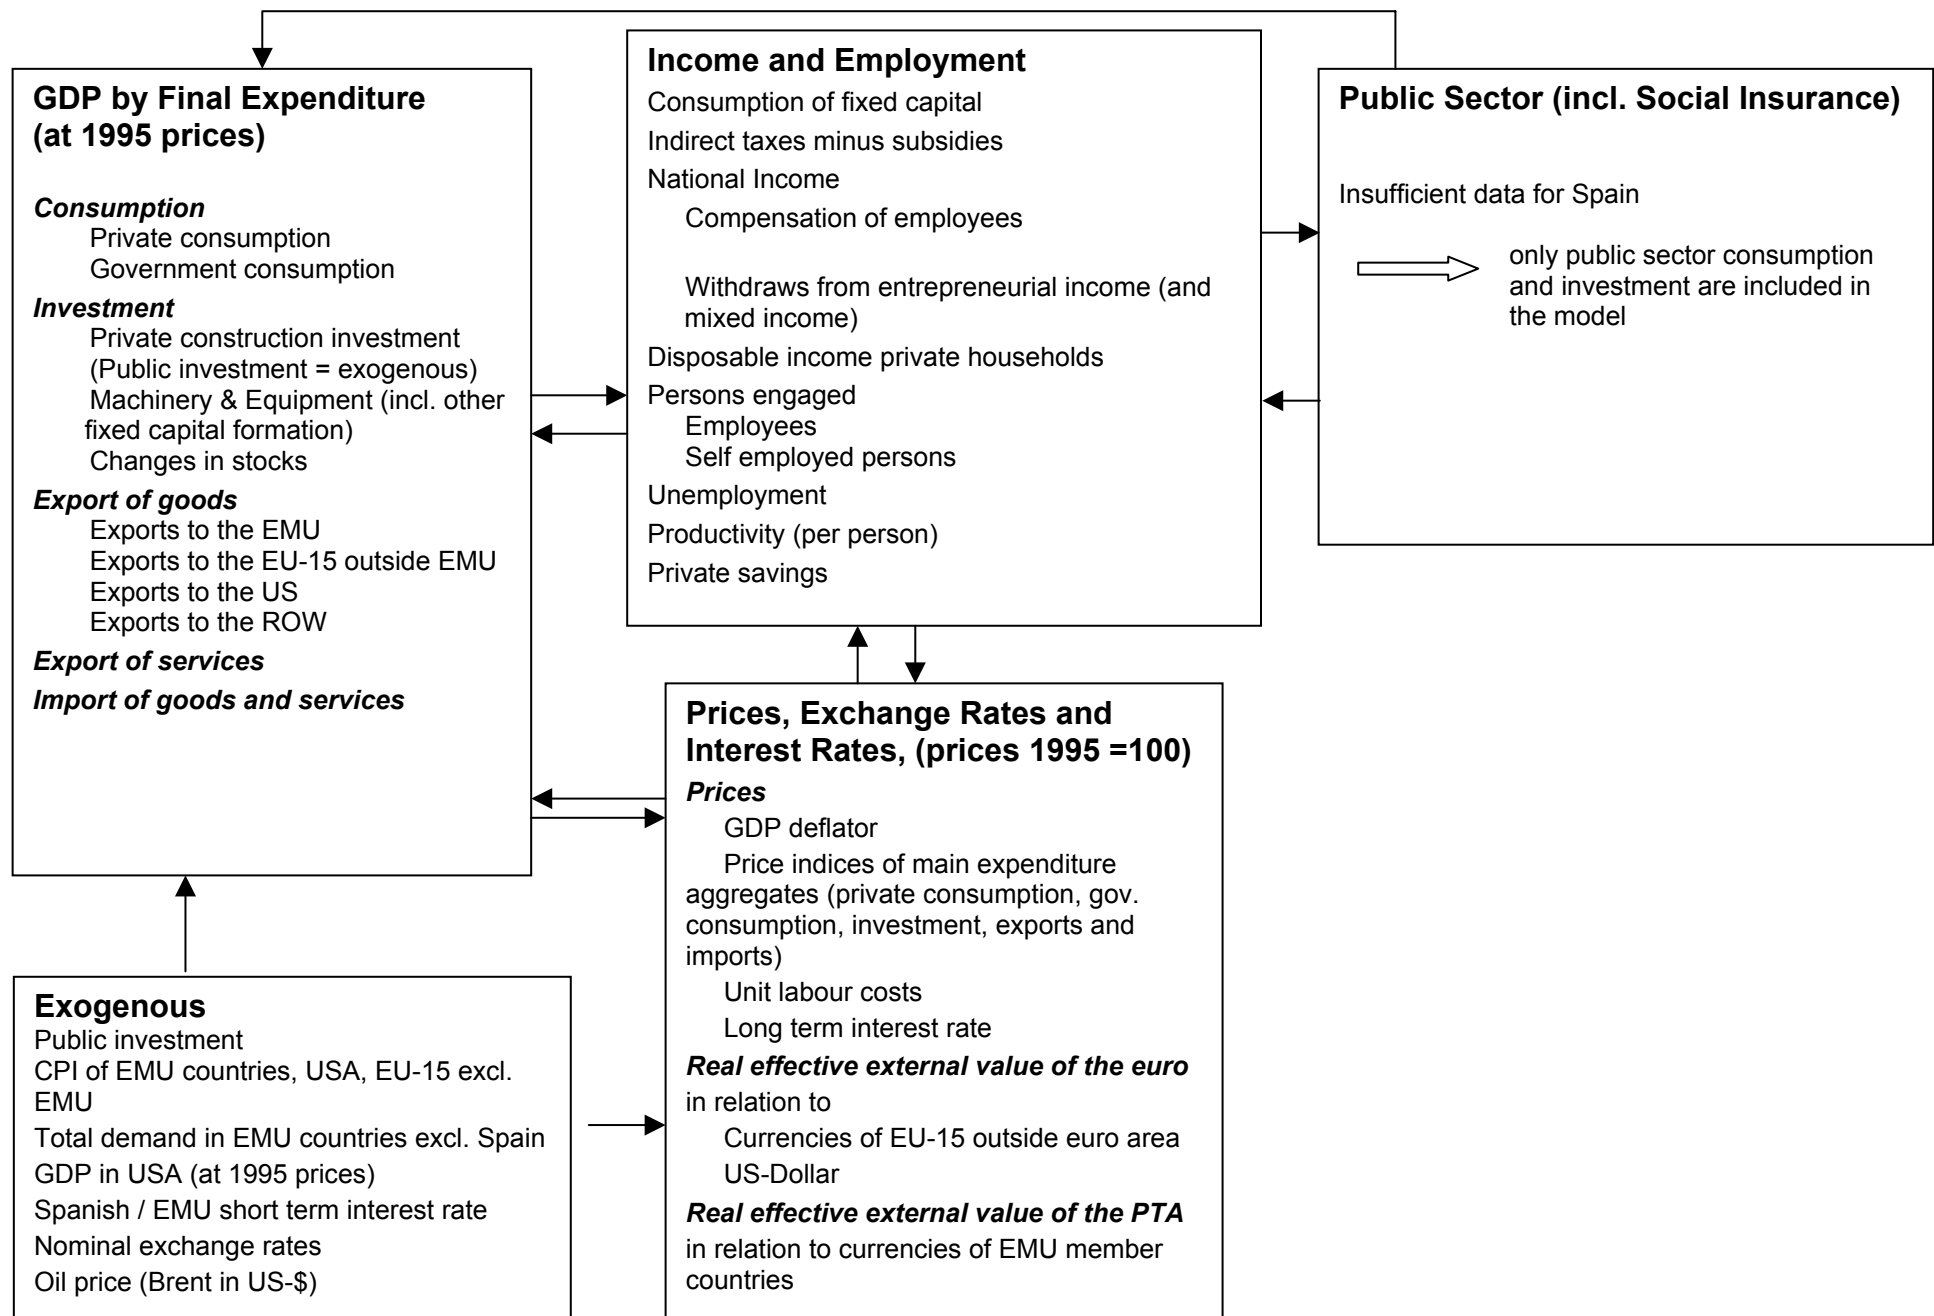 GDP by Final Expenditure
(at 1995 prices)
Consumption
Private consumption
Government consumption
Investment
Private construction investment
(Public investment = exogenous)
Machinery & Equipment (incl. other
fixed capital formation)
Changes in stocks
Export of goods
Exports to the EMU
Exports to the EU-15 outside EMU
Exports to the US
Exports to the ROW
Export of services
Import of goods and services
Income and Employment
Consumption of fixed capital
Indirect taxes minus subsidies
National Income
Compensation of employees
Withdraws from entrepreneurial income (and
mixed income)
Disposable income private households
Persons engaged
Employees
Self employed persons
Unemployment
Productivity (per person)
Private savings
Public Sector (incl. Social Insurance)
Insufficient data for Spain
only public sector consumption
and investment are included in
the model
Prices, Exchange Rates and
Interest Rates, (prices 1995 =100)
Prices
GDP deflator
Price indices of main expenditure
aggregates (private consumption, gov.
consumption, investment, exports and
imports)
Unit labour costs
Long term interest rate
Real effective external value of the euro
in relation to
Currencies of EU-15 outside euro area
US-Dollar
Real effective external value of the PTA
in relation to currencies of EMU member
countries
Exogenous
Public investment
CPI of EMU countries, USA, EU-15 excl.
EMU
Total demand in EMU countries excl. Spain
GDP in USA (at 1995 prices)
Spanish / EMU short term interest rate
Nominal exchange rates
Oil price (Brent in US-$)